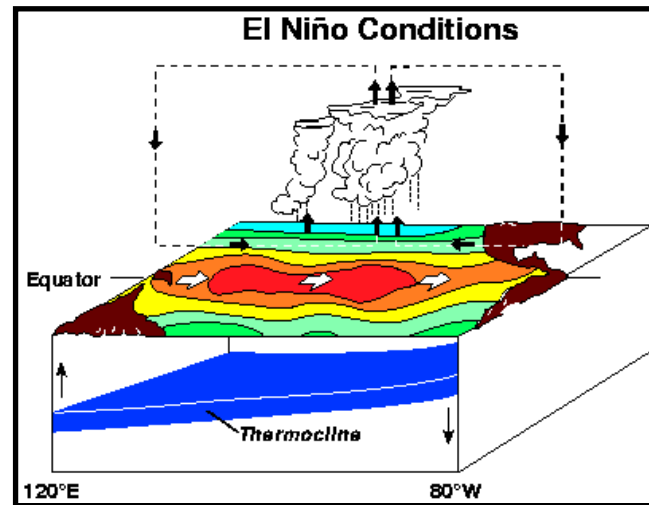 El Niño Conditions
Equator
Thermocline
120°E
80°W